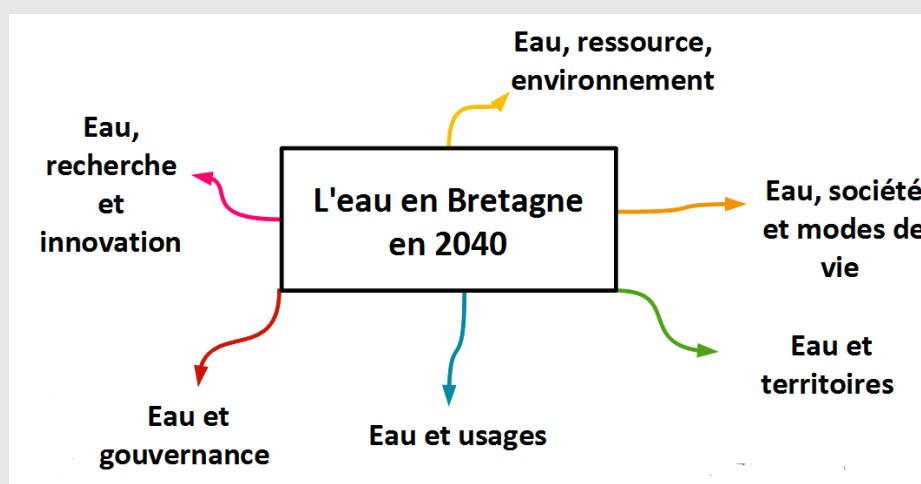 Eau, ressource,
environnement
Eau,
recherche
et
innovation
L'eau en Bretagne
en 2040
Eau, société
et modes de
vie
Eau et
territoires
Eau et
gouvernance
Eau et usages